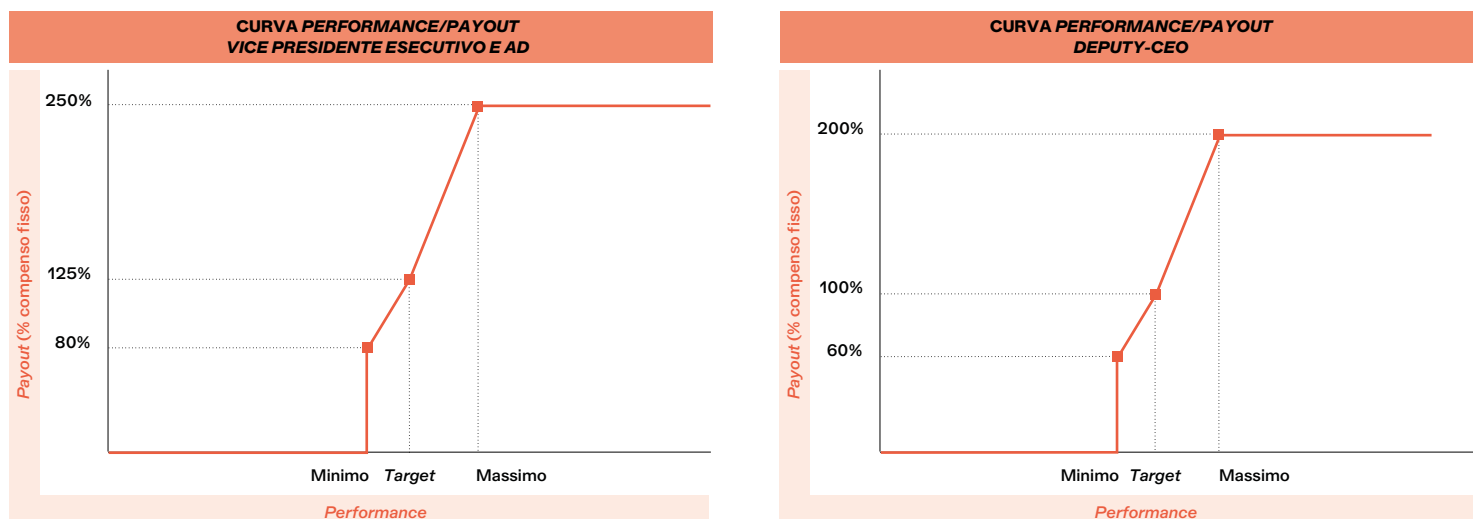 CURVA PERFORMANCE/PAYOUT
VICE PRESIDENTE ESECUTIVO E AD
250%
125%
80%
Payout (% compenso fisso)
Minimo Target Massimo
Performance
CURVA PERFORMANCE/PAYOUT
DEPUTY-CEO
200%
100%
60%
Payout (% compenso fisso)
Minimo Target Massimo
Performance